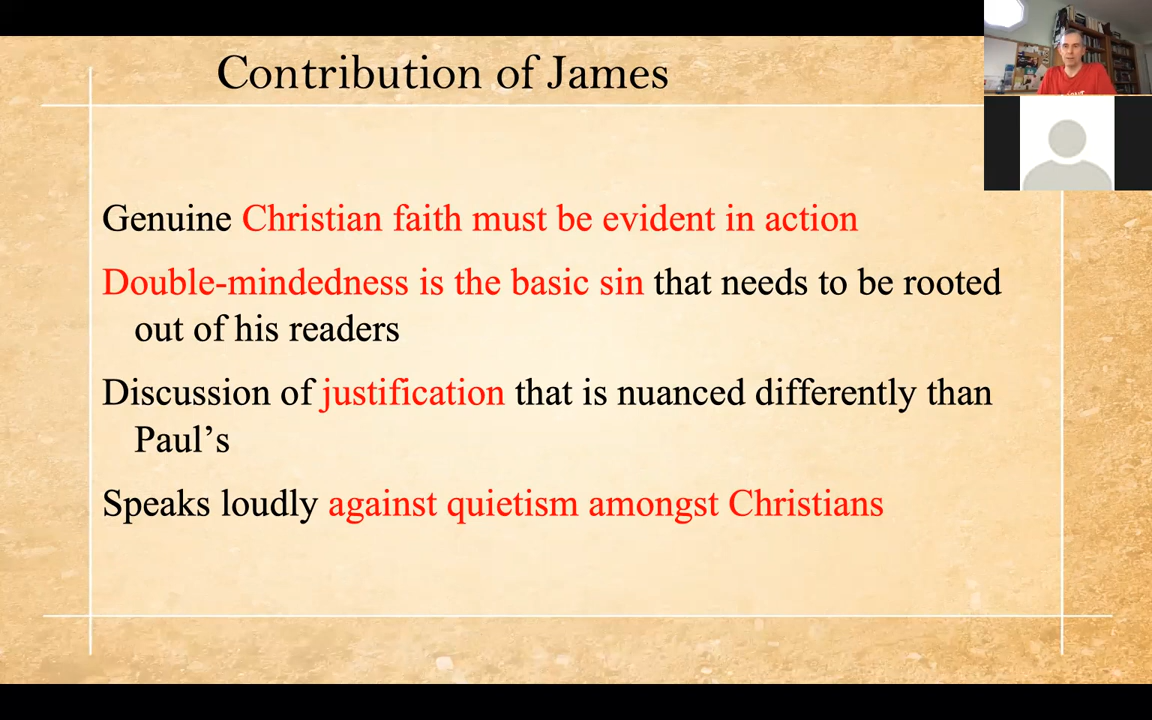 Contribution of James
Genuine Christian faith must be evident in action
Double-mindedness is the basic sin that needs to be rooted
out of his readers
Discussion of justification that is nuanced differently than
Paul’s
Speaks loudly against quietism amongst Christians